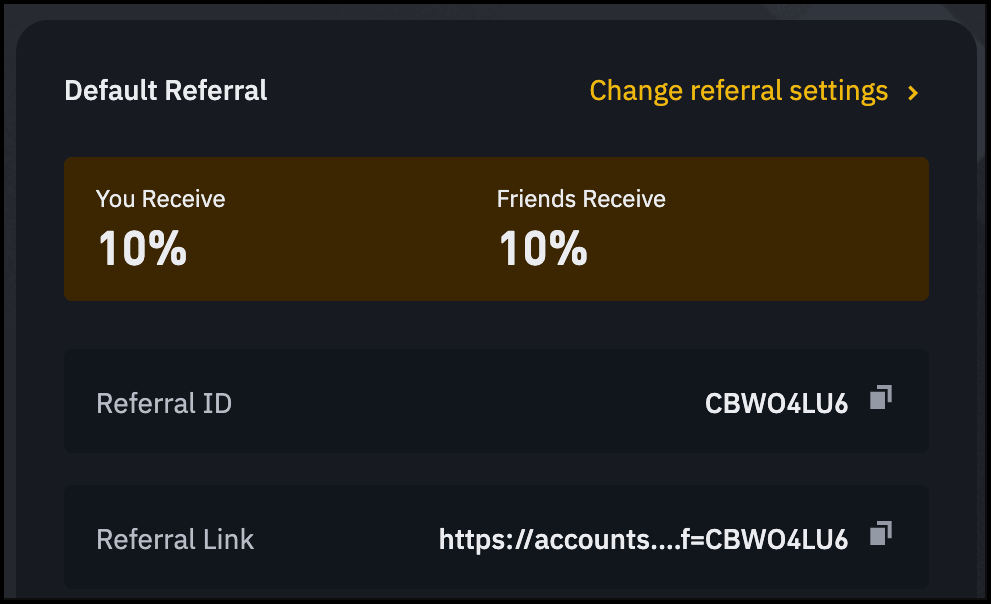 Default Referral
Change referral settings >
You Receive
Friends Receive
10%
10%
Referral ID
CBWO4LU6
Referral Link
https://accounts....f=CBWO4LU6